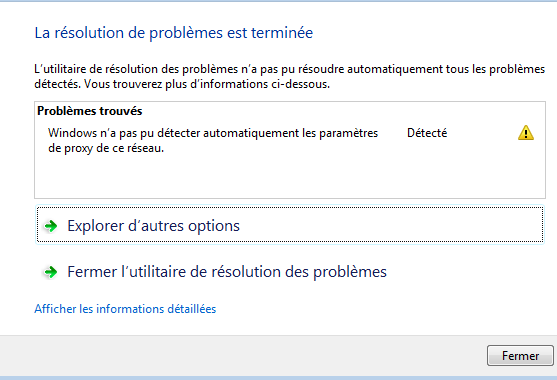 La résolution de problèmes est terminée
L'utilitaire de résolution des problèmes n'a pas pu résoudre automatiquement tous les problèmes
détectés. Vous trouverez plus d'informations ci-dessous.
Problèmes trouvés
Windows n'a pas pu détecter automatiquement les paramètres Détecté
de proxy de ce réseau.
Explorer d'autres options
Fermer l'utilitaire de résolution des problèmes
Afficher les informations détaillées
Fermer